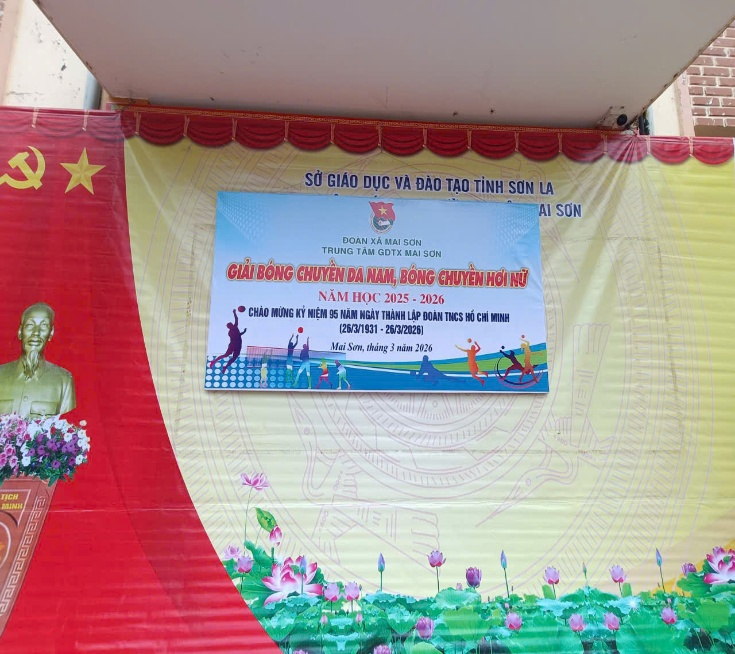 SỞ GIÁO DỤC VÀ ĐÀO TẠO TỈNH SƠN LA
MAI SƠN
ĐOÀN XÃ MAI SƠN
TRUNG TÂM GDTX MAI SƠN
GIẢI BÓNG CHUYỀN DA NAM, BÓNG CHUYỀN HƠI NỮ
NĂM HỌC 2025 - 2026
CHÀO MỪNG KỶ NIỆM 95 NĂM NGÀY THÀNH LẬP ĐOÀN TNCS HỒ CHÍ MINH
(26/3/1931 - 26/3/2026)
Mai Sơn, tháng 3 năm 2026
TỊCH
MINH